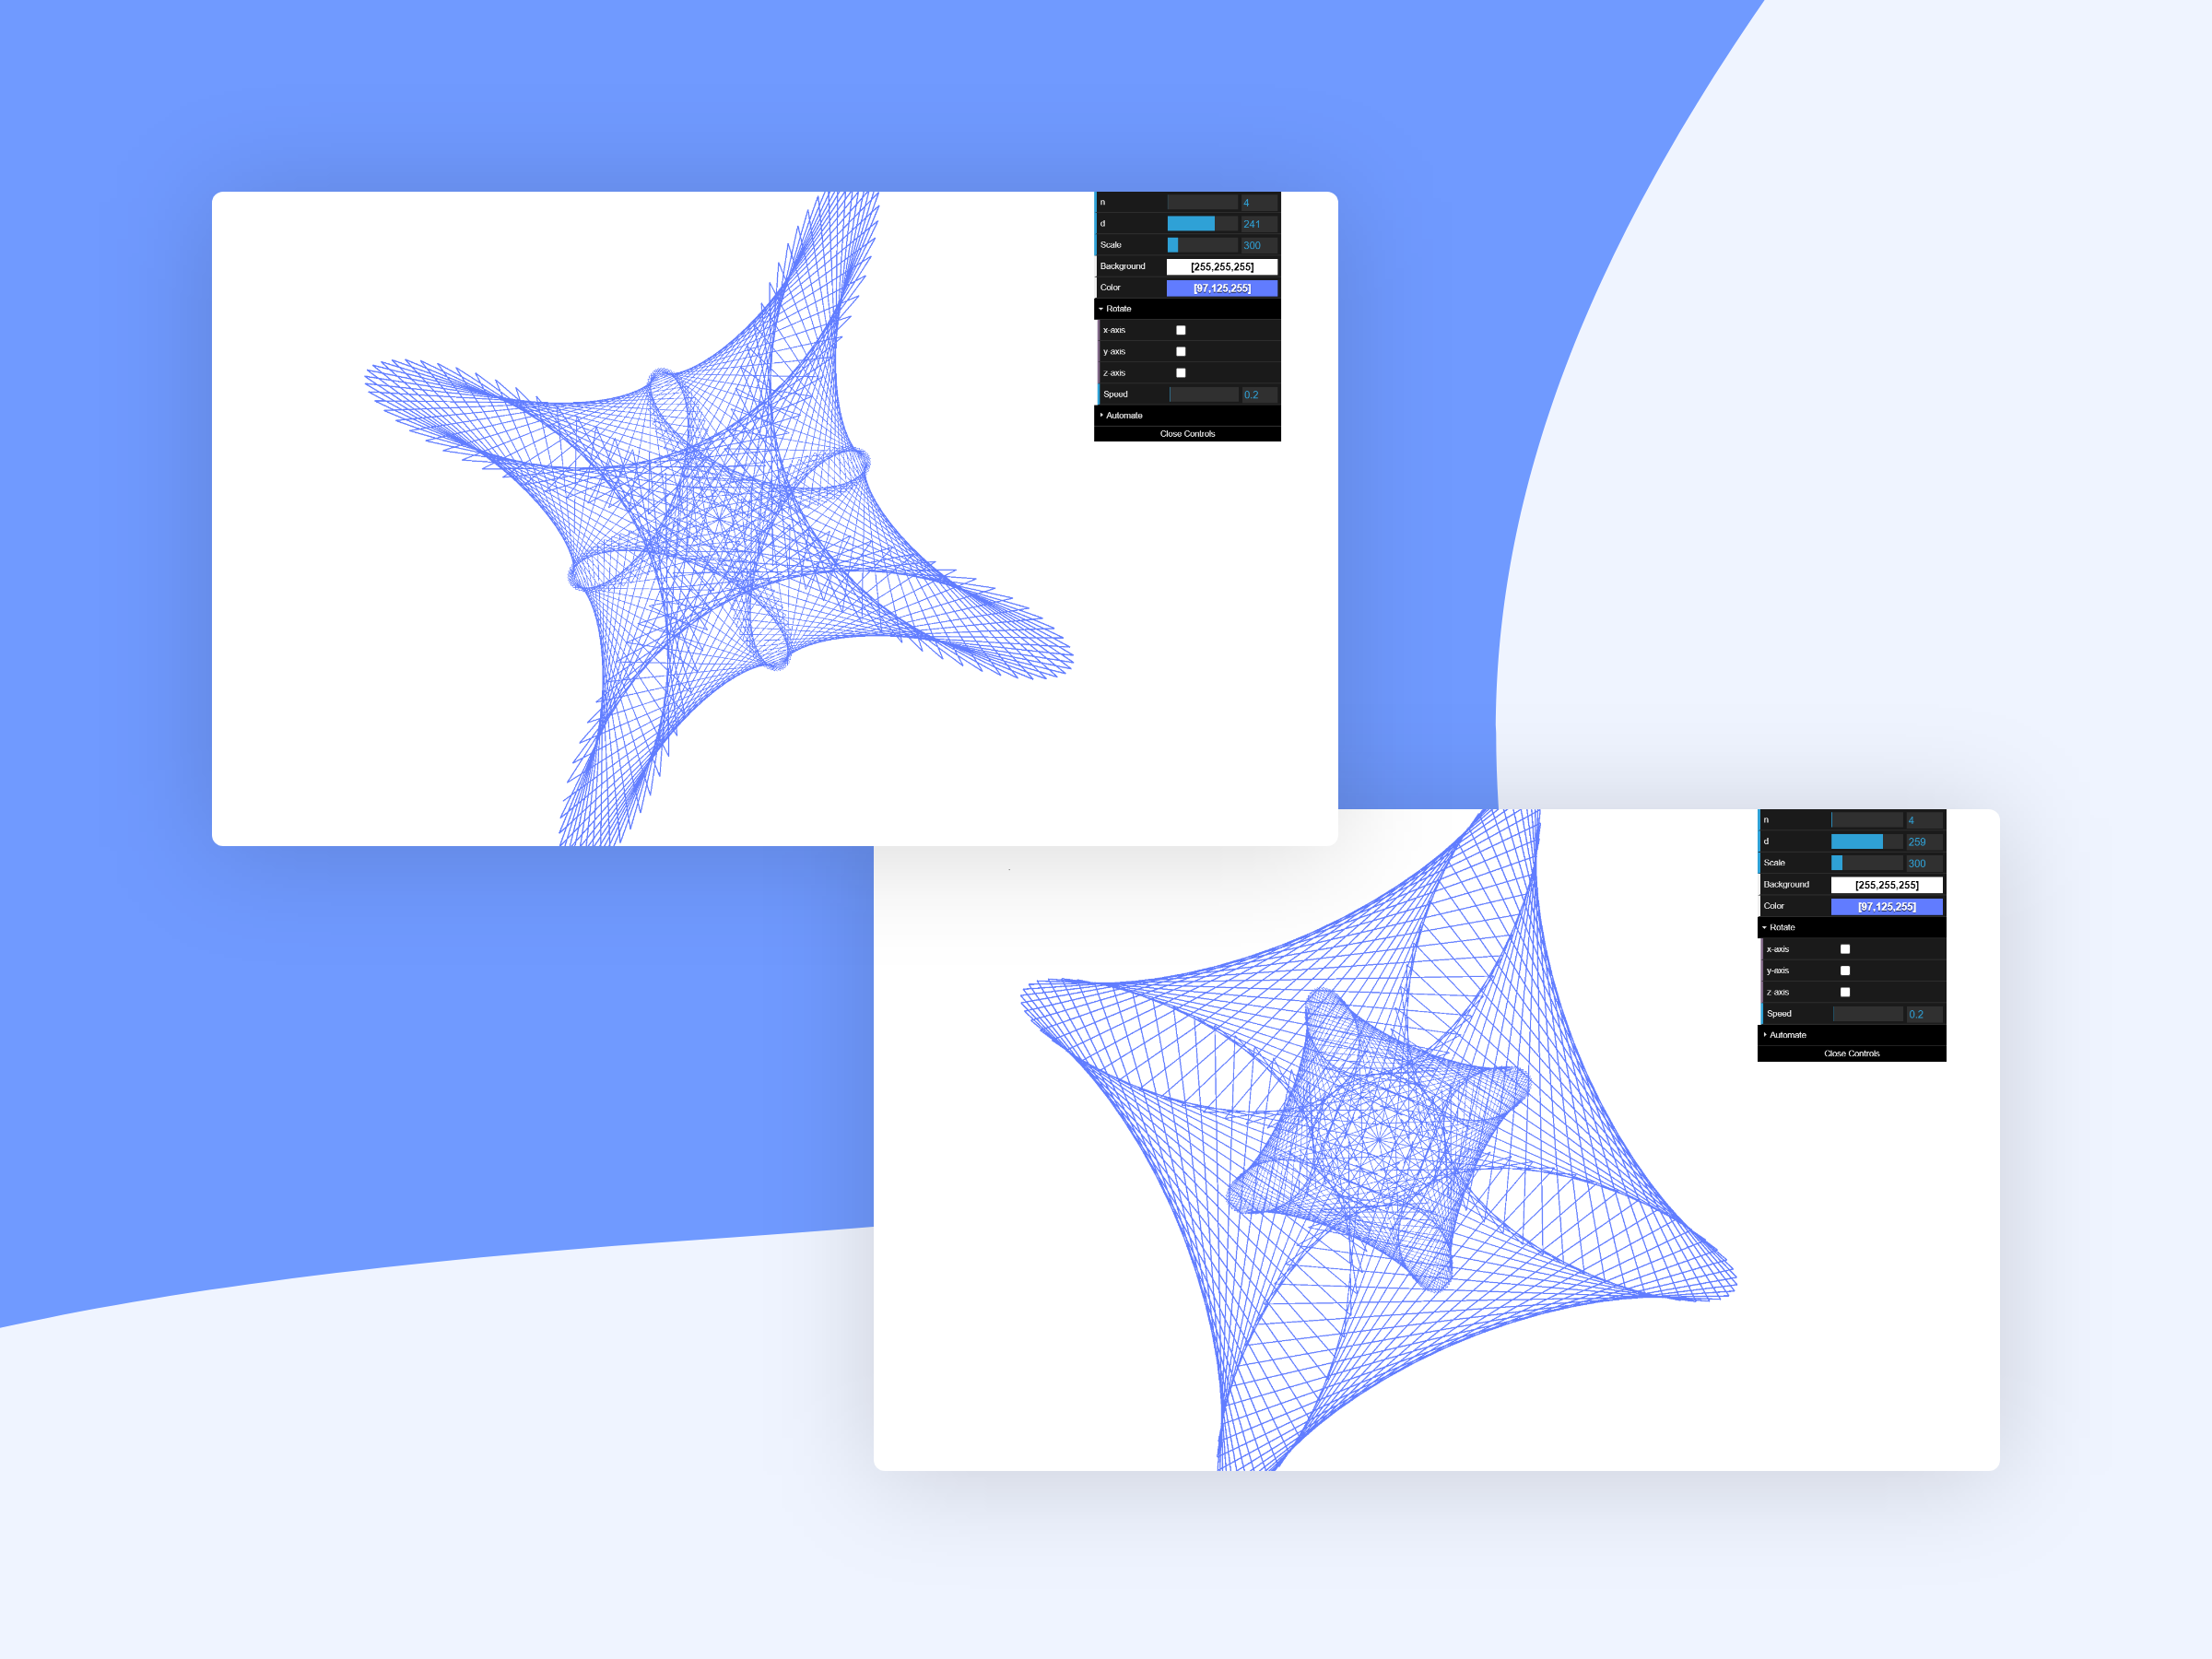 n 4
d 241
Scale 300
Background [255,255,255]
Color [97,125,255]
Rotate
x-axis
y-axis
z-axis
Speed 0.2
Automate
Close Controls
n 4
d 259
Scale 300
Background [255,255,255]
Color [97,125,255]
Rotate
x-axis
y-axis
z-axis
Speed 0.2
Automate
Close Controls